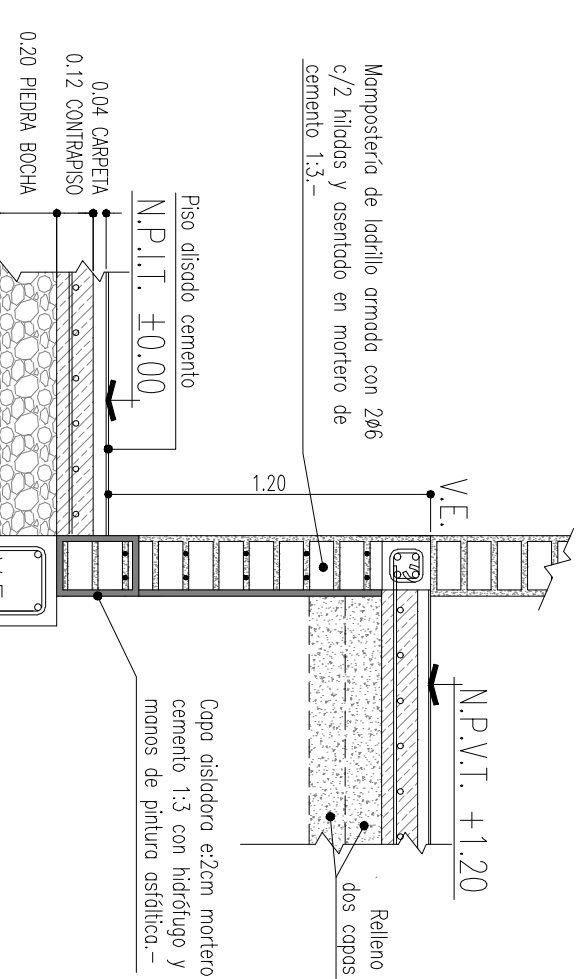 Mampostería de ladrillo armada con 2ø6
c/2 hiladas y asentado en mortero de
cemento 1:3.-
0.04 CARPETA
0.12 CONTRAPISO
0.20 PIEDRA BOCHA
Piso alisado cemento
N.P.I.T. ±0.00
1.20
V.E.
N.P.V.T. +1.20
Relleno
dos capas
Capa aisladora e:2cm mortero
cemento 1:3 con hidrófugo y
manos de pintura asfáltica.-